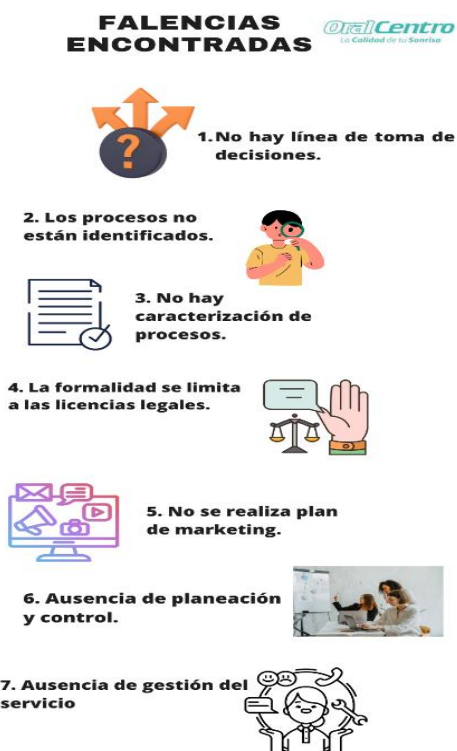 FALENCIAS
ENCONTRADAS
OralCentro
La Calidad de tu Sonrisa
1. No hay línea de toma de
decisiones.
?
2. Los procesos no
están identificados.
3. No hay
caracterización de
procesos.
4. La formalidad se limita
a las licencias legales.
5. No se realiza plan
de marketing.
6. Ausencia de planeación
y control.
7. Ausencia de gestión del
servicio